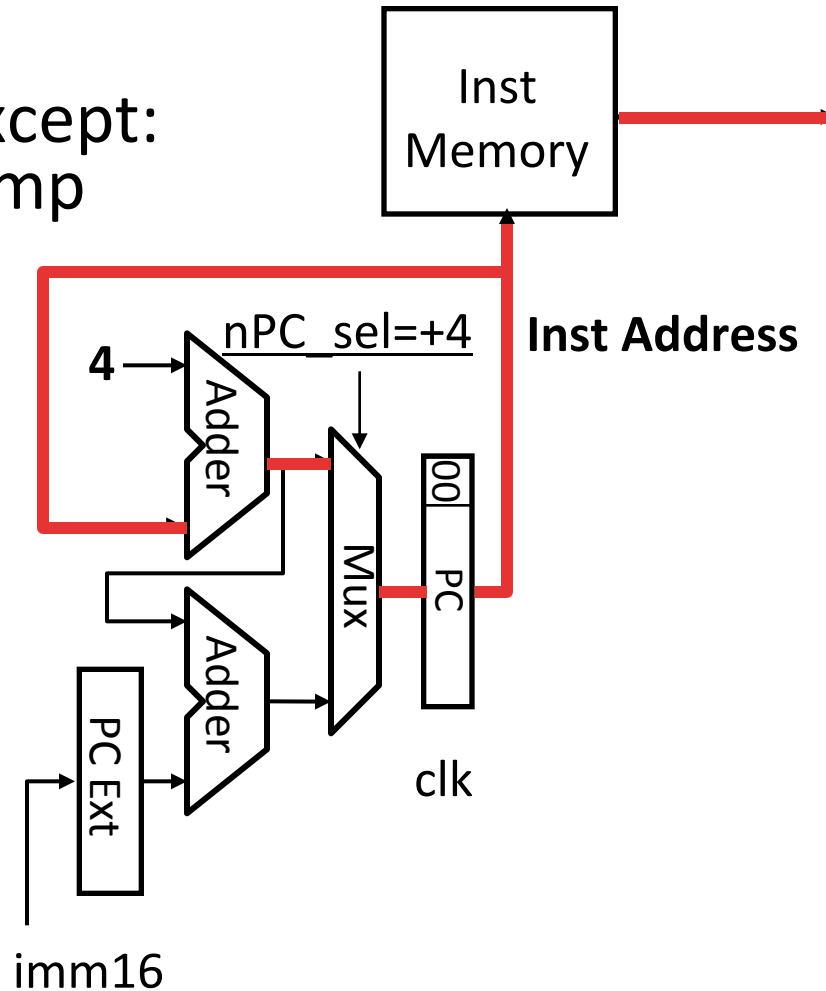 Inst
Memory
xcept:
mp
nPC_sel=+4
Inst Address
4
Adder
00
PC
Mux
Adder
PC Ext
clk
imm16